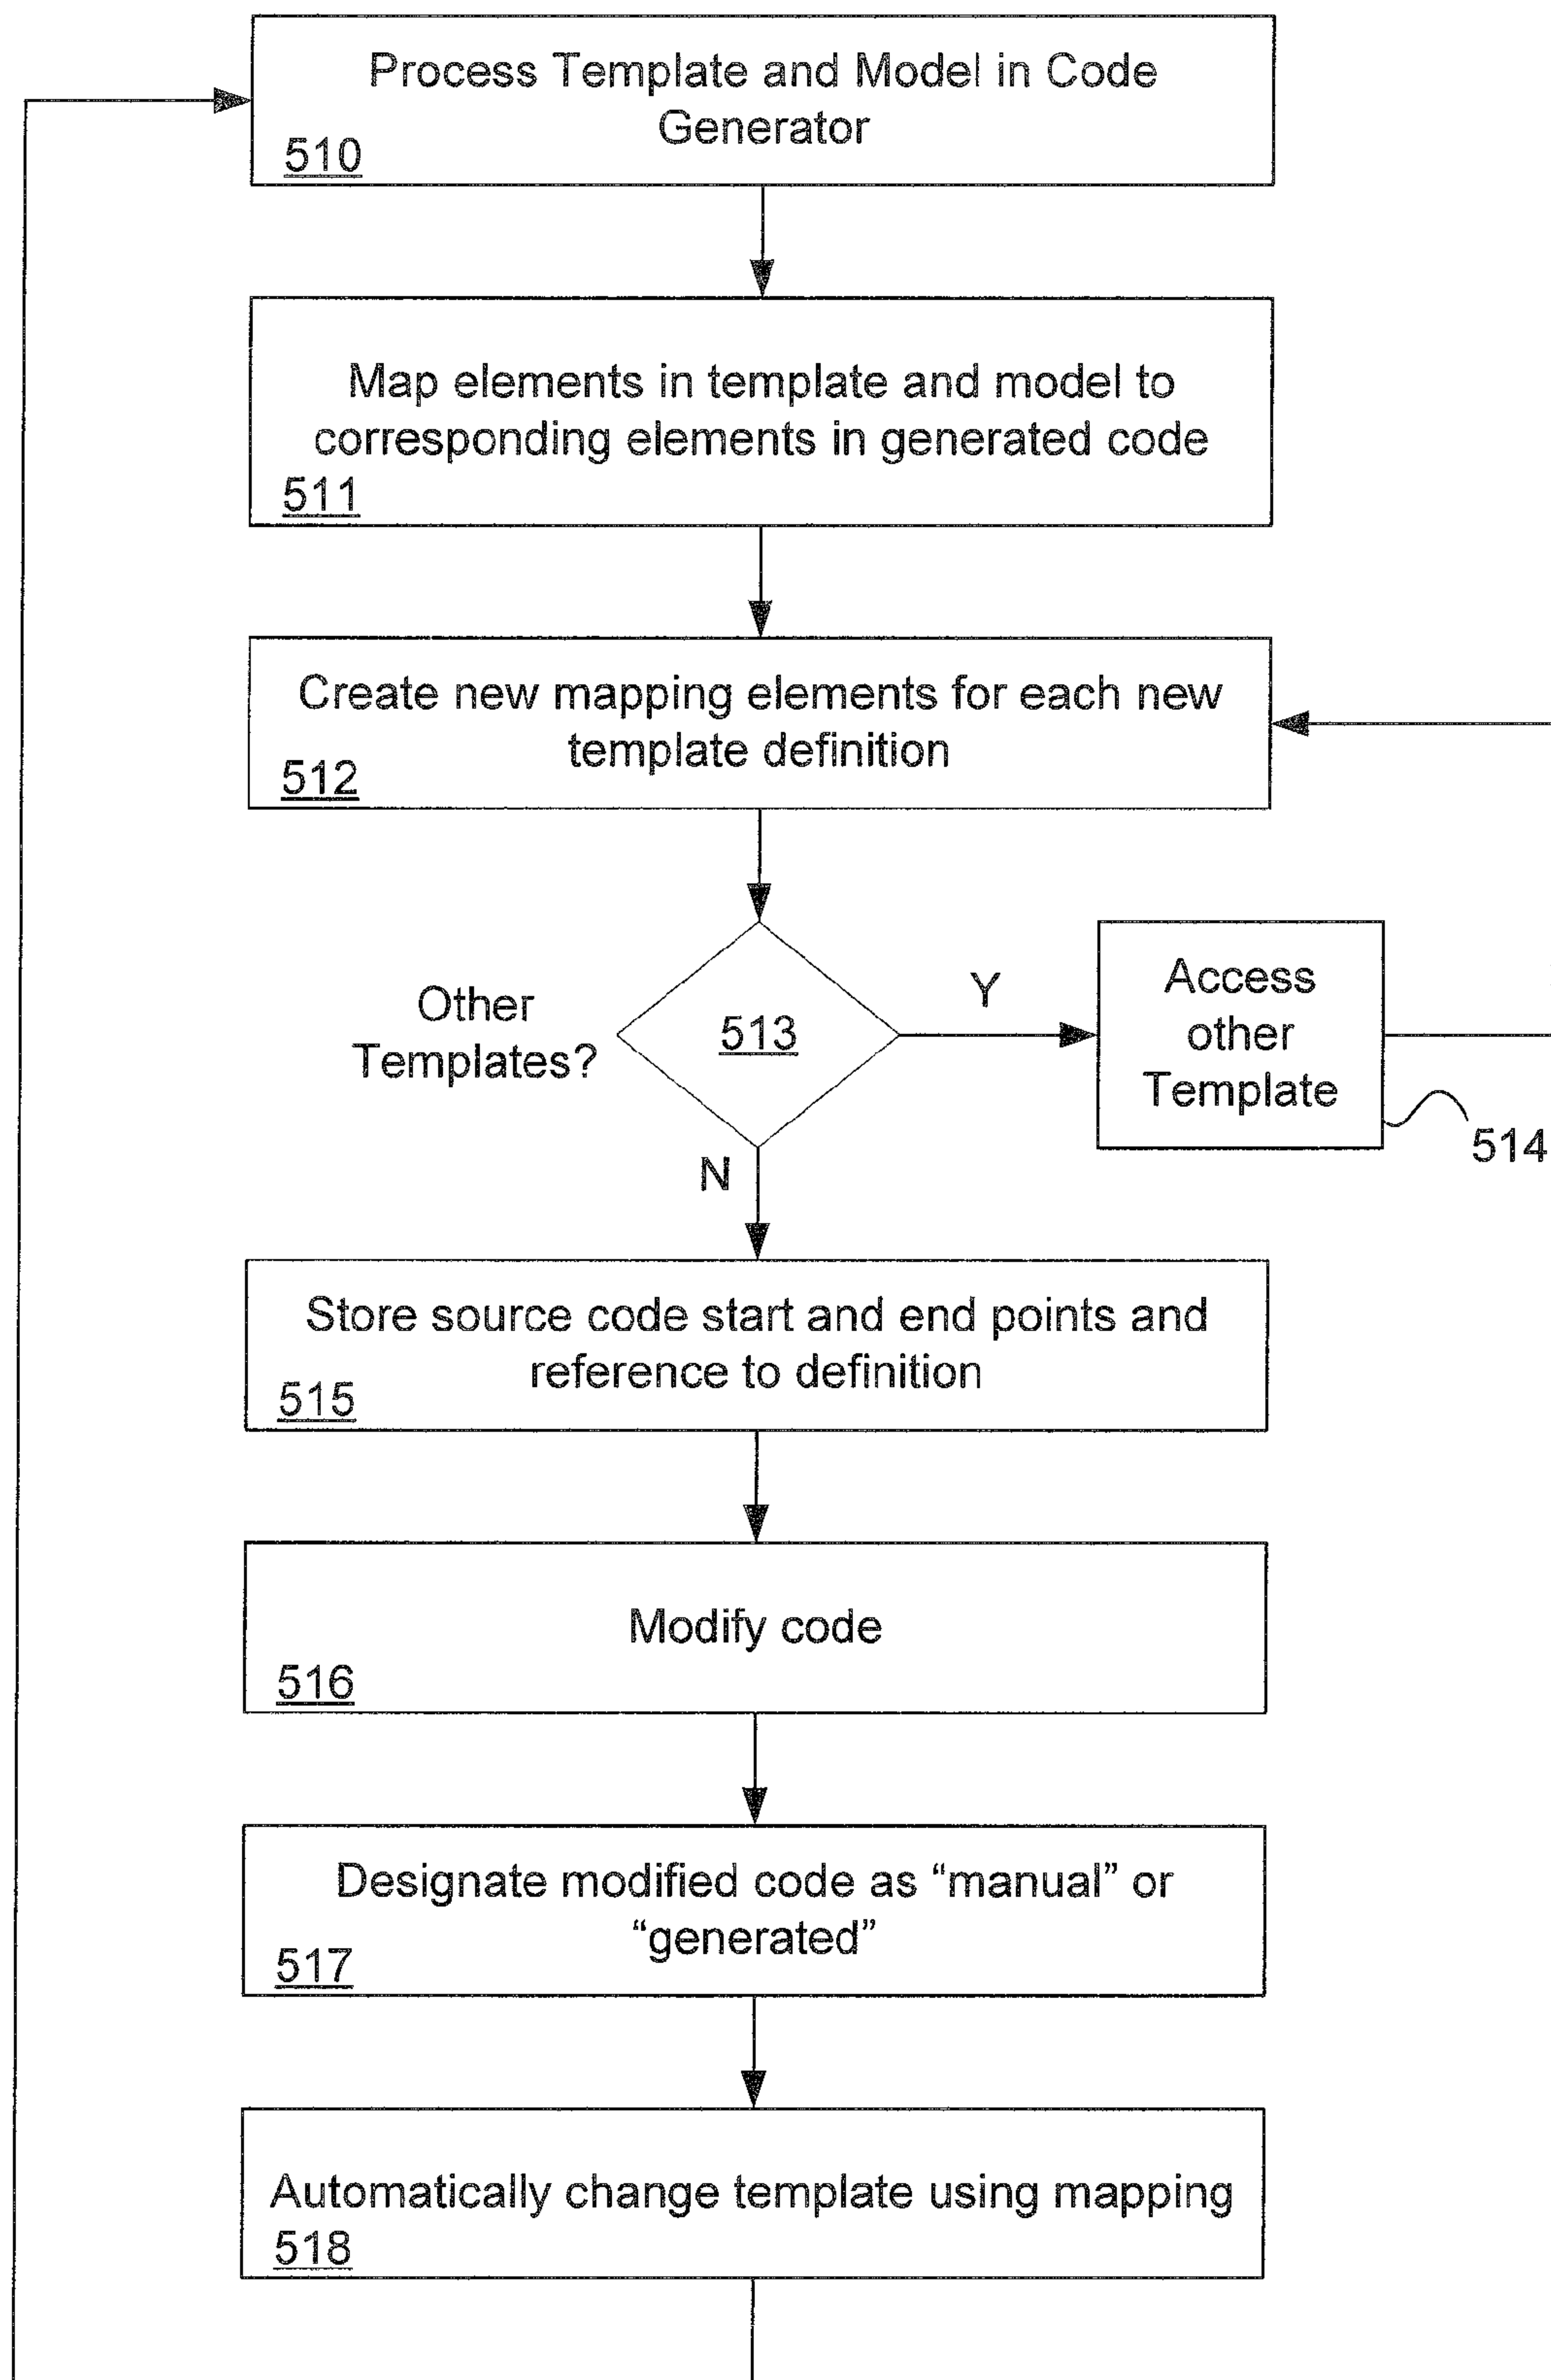 Process Template and Model in Code
Generator
510
Map elements in template and model to
corresponding elements in generated code
511
Create new mapping elements for each new
template definition
512
Other
Templates?
513
Y
Access
other
Template
514
N
Store source code start and end points and
reference to definition
515
Modify code
516
Designate modified code as “manual” or
“generated”
517
Automatically change template using mapping
518